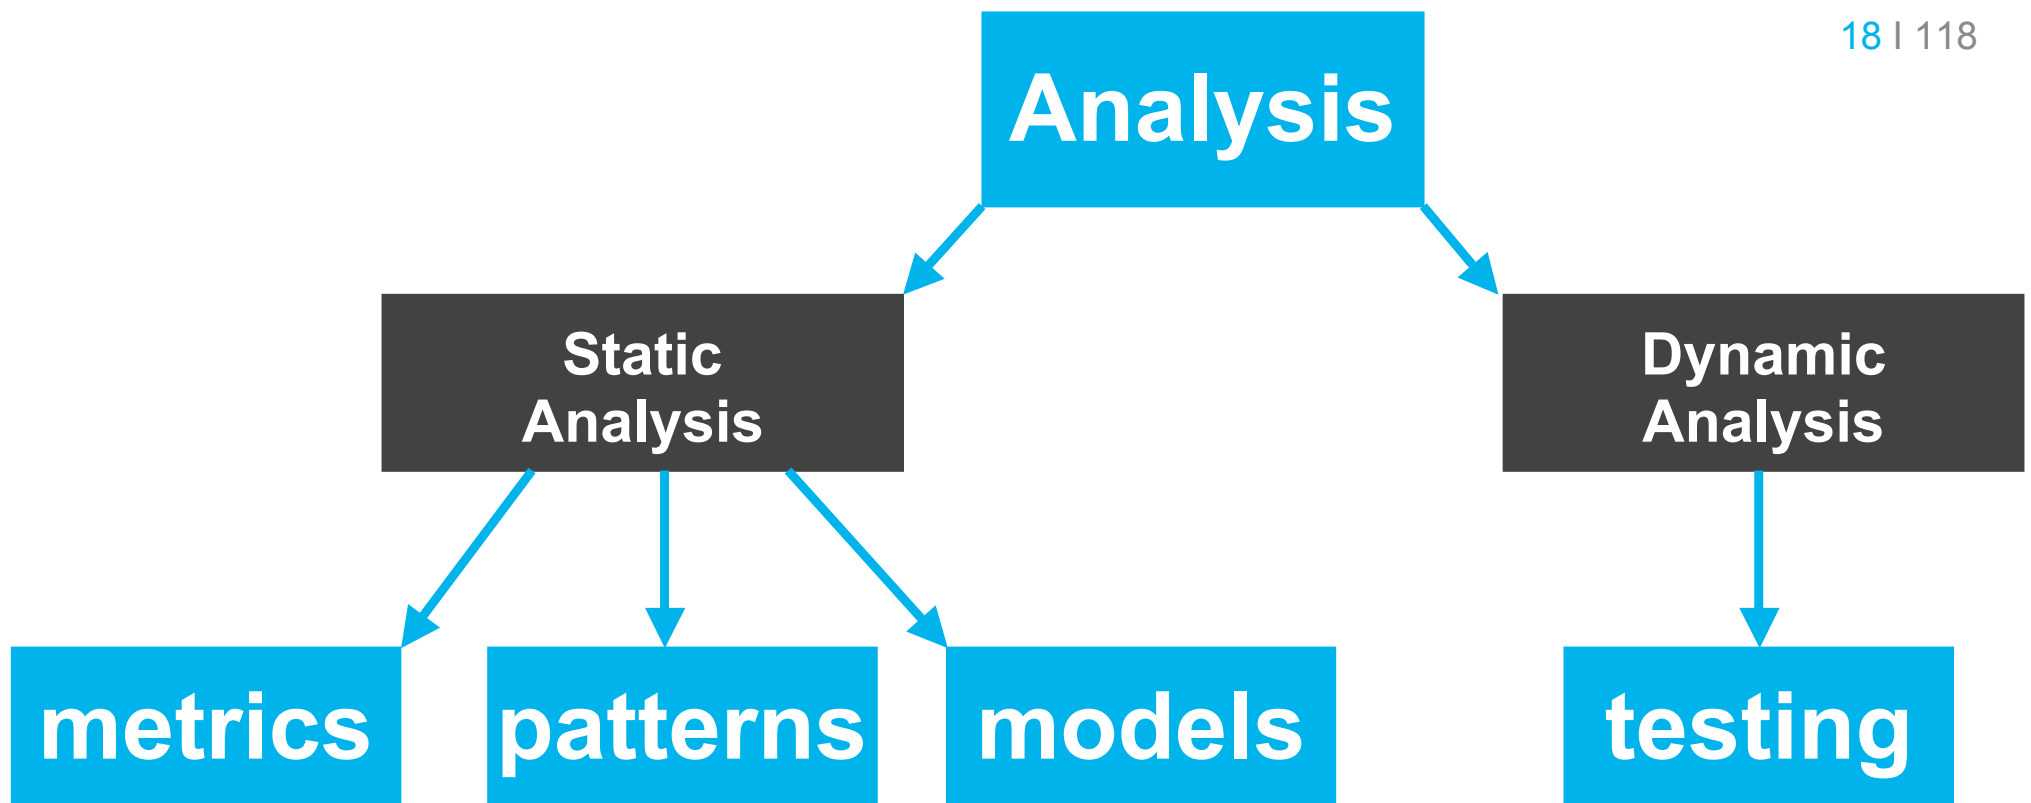 18 | 118
Analysis
Static
Analysis
Dynamic
Analysis
metrics
patterns
models
testing